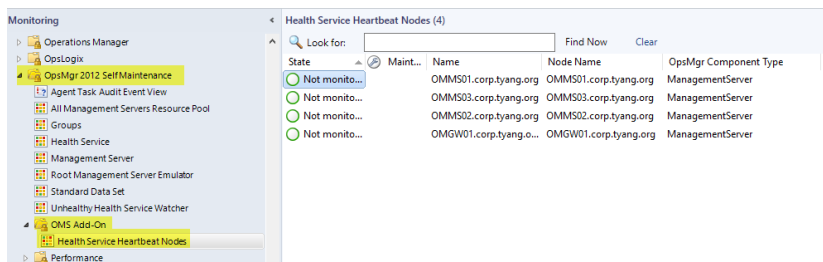 Monitoring
Operations Manager
OpsLogix
OpsMgr 2012 Self Maintenance
Agent Task Audit Event View
All Management Servers Resource Pool
Groups
Health Service
Management Server
Root Management Server Emulator
Standard Data Set
Unhealthy Health Service Watcher
OMS Add-On
Health Service Heartbeat Nodes
Performance
Health Service Heartbeat Nodes (4)
Look for: Find Now Clear
State Maint... Name Node Name OpsMgr Component Type
Not monito... OMMS01.corp.tyang.org OMMS01.corp.tyang.org ManagementServer
Not monito... OMMS03.corp.tyang.org OMMS03.corp.tyang.org ManagementServer
Not monito... OMMS02.corp.tyang.org OMMS02.corp.tyang.org ManagementServer
Not monito... OMGW01.corp.tyang.o... OMGW01.corp.tyang.org ManagementServer